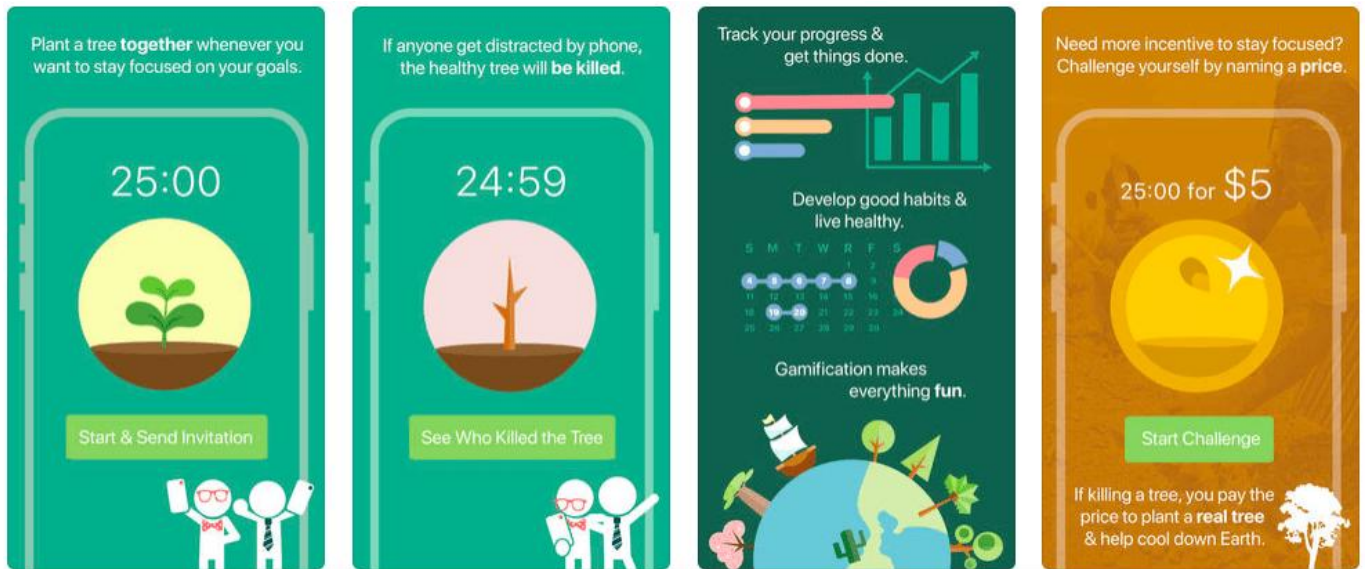 Plant a tree together whenever you
want to stay focused on your goals.
25:00
Start & Send Invitation
If anyone get distracted by phone,
the healthy tree will be killed.
24:59
See Who Killed the Tree
Track your progress &
get things done.
Develop good habits &
live healthy.
S M T W R F S
1 2
4 5 6 7 8 9
11 12 13 14 15 16
18 19 20 21 22 23 24
25 26 27 28 29 30
Gamification makes
everything fun.
Need more incentive to stay focused?
Challenge yourself by naming a price.
25:00 for $5
Start Challenge
If killing a tree, you pay the
price to plant a real tree
& help cool down Earth.